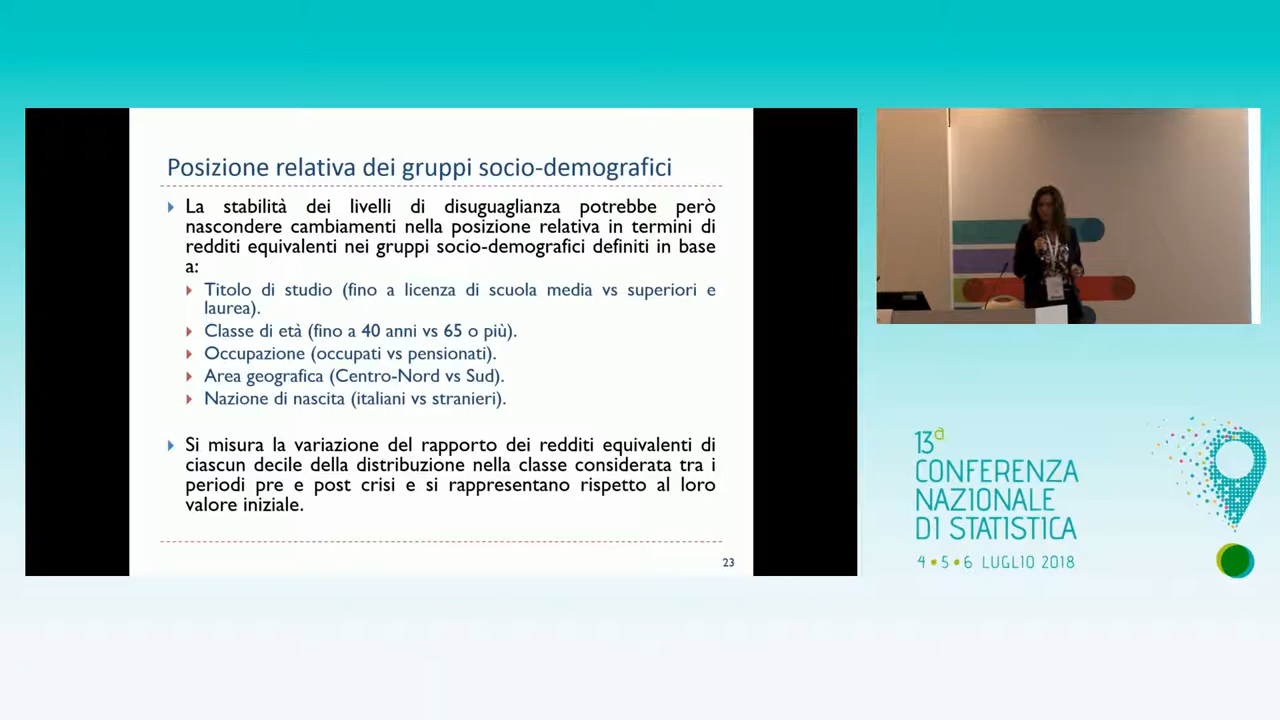 Posizione relativa dei gruppi socio-demografici
La stabilità dei livelli di disuguaglianza potrebbe però
nascondere cambiamenti nella posizione relativa in termini di
redditi equivalenti nei gruppi socio-demografici definiti in base
a:
Titolo di studio (fino a licenza di scuola media vs superiori e
laurea).
Classe di età (fino a 40 anni vs 65 o più).
Occupazione (occupati vs pensionati).
Area geografica (Centro-Nord vs Sud).
Nazione di nascita (italiani vs stranieri).
Si misura la variazione del rapporto dei redditi equivalenti di
ciascun decile della distribuzione nella classe considerata tra i
periodi pre e post crisi e si rappresentano rispetto al loro
valore iniziale.
23
13ª
CONFERENZA
NAZIONALE
DI STATISTICA
4•5•6 LUGLIO 2018